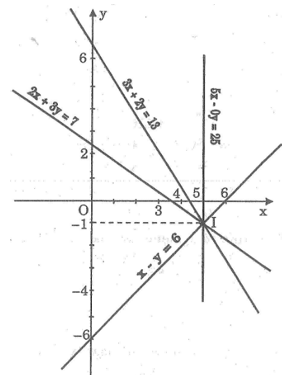 y
6
3x + 2y = 13
5x - 0y = 25
2x + 3y = 7
2
O
3
4
5
6
x
-1
I
x - y = 6
-4
-6